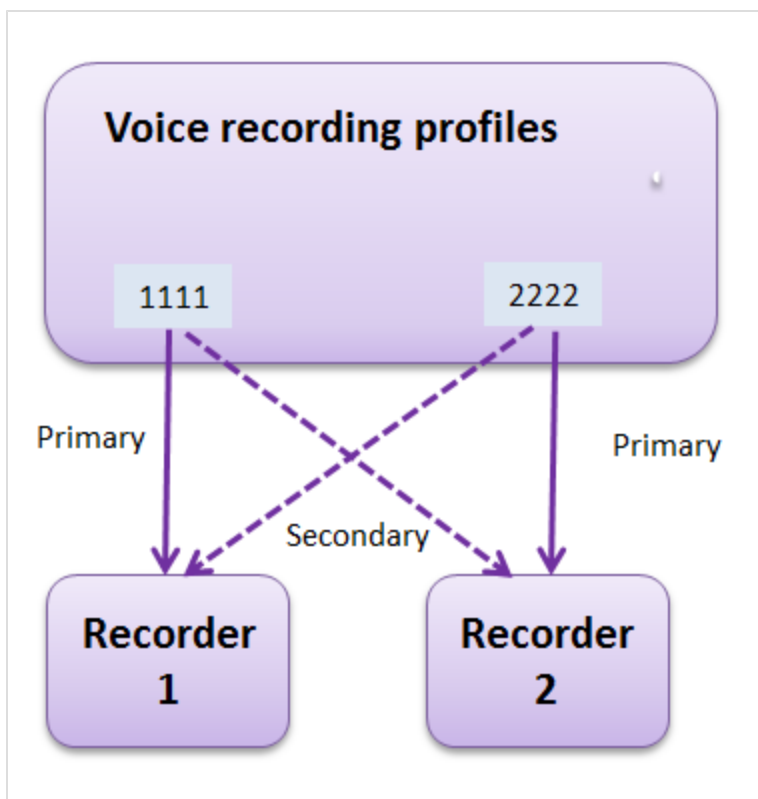 Voice recording profiles
1111
2222
Primary
Primary
Secondary
Recorder
1
Recorder
2